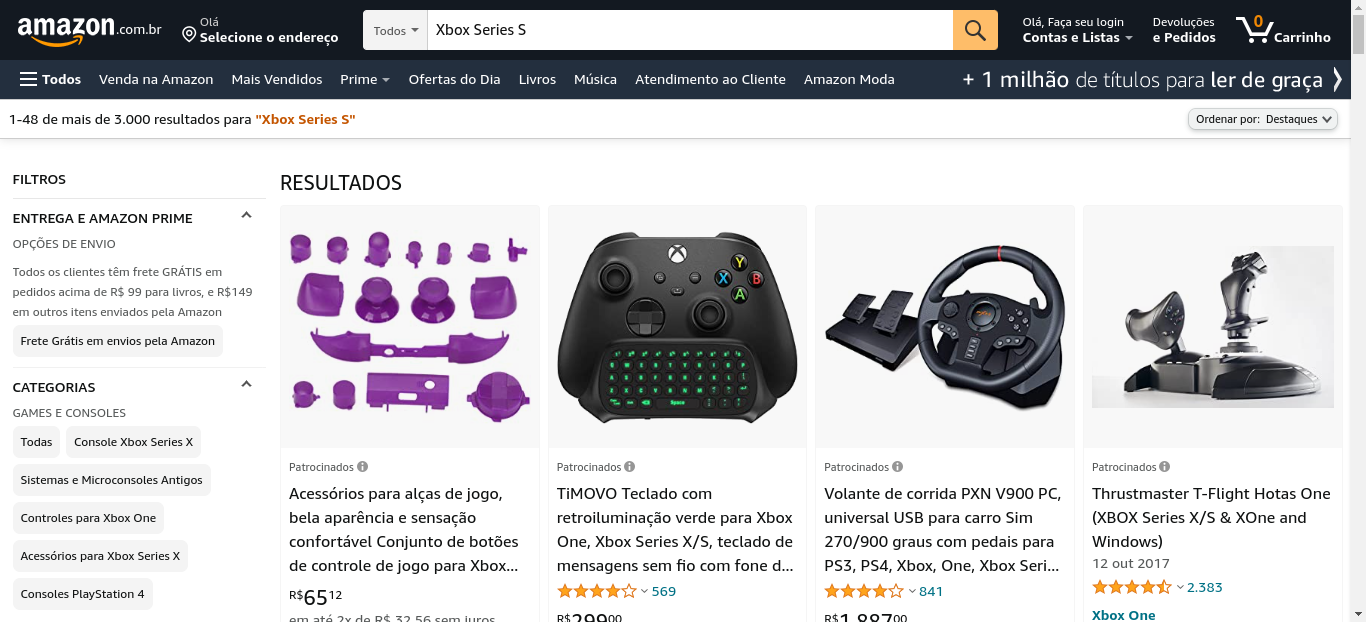 amazon.com.br
Olá
Selecione o endereço
Todos
Xbox Series S
Olá, Faça seu login
Contas e Listas
Devoluções
e Pedidos
0
Carrinho
Todos
Venda na Amazon
Mais Vendidos
Prime
Ofertas do Dia
Livros
Música
Atendimento ao Cliente
Amazon Moda
+ 1 milhão de títulos para ler de graça
1-48 de mais de 3.000 resultados para "Xbox Series S"
Ordenar por: Destaques
FILTROS
ENTREGA E AMAZON PRIME
OPÇÕES DE ENVIO
Todos os clientes têm frete GRÁTIS em
pedidos acima de R$ 99 para livros, e R$149
em outros itens enviados pela Amazon
Frete Grátis em envios pela Amazon
CATEGORIAS
GAMES E CONSOLES
Todas
Console Xbox Series X
Sistemas e Microconsoles Antigos
Controles para Xbox One
Acessórios para Xbox Series X
Consoles PlayStation 4
RESULTADOS
Patrocinados
Acessórios para alças de jogo,
bela aparência e sensação
confortável Conjunto de botões
de controle de jogo para Xbox...
R$6512
em até 2x de R$ 32,56 sem juros
Y
X
B
A
Space
Patrocinados
TiMOVO Teclado com
retroiluminação verde para Xbox
One, Xbox Series X/S, teclado de
mensagens sem fio com fone d...
569
R$29900
Patrocinados
Volante de corrida PXN V900 PC,
universal USB para carro Sim
270/900 graus com pedais para
PS3, PS4, Xbox, One, Xbox Seri...
841
R$1.88700
Patrocinados
Thrustmaster T-Flight Hotas One
(XBOX Series X/S & XOne and
Windows)
12 out 2017
2.383
Xbox One